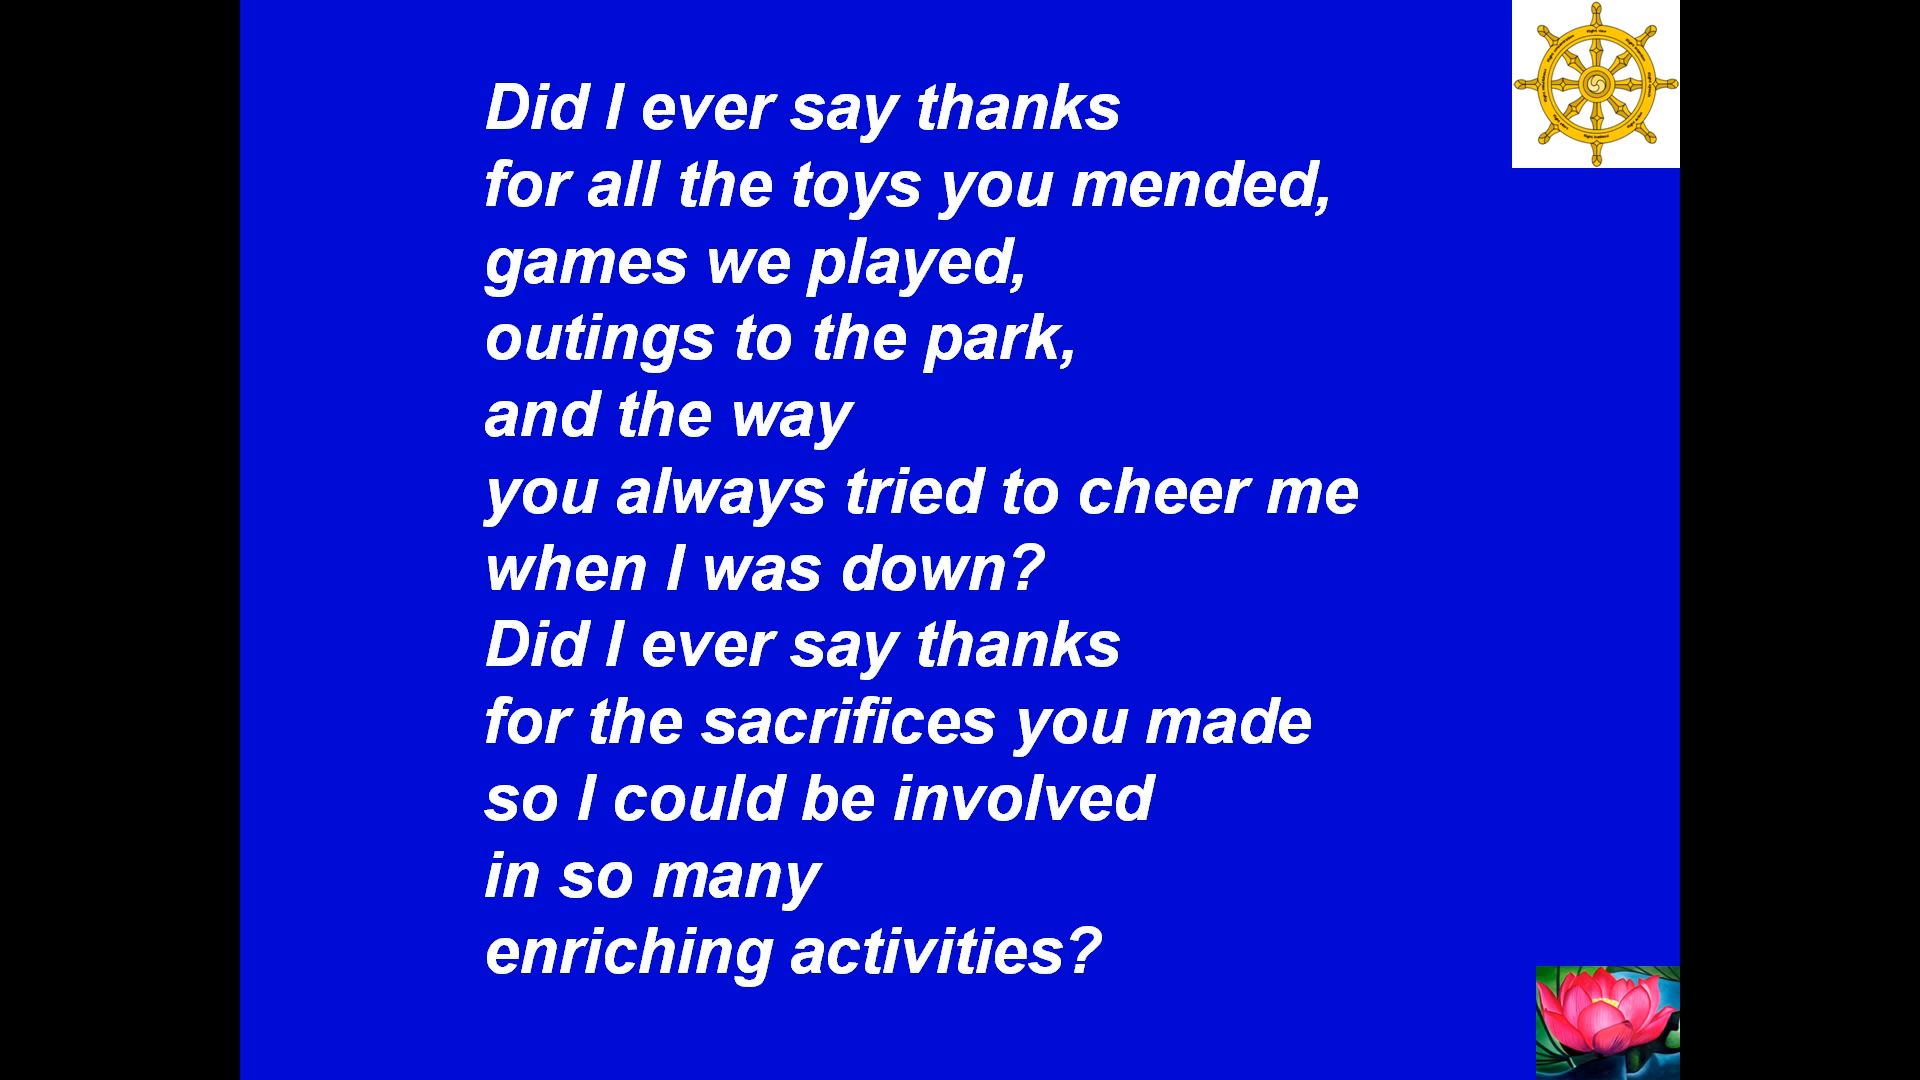 Did I ever say thanks
for all the toys you mended,
games we played,
outings to the park,
and the way
you always tried to cheer me
when I was down?
Did I ever say thanks
for the sacrifices you made
so I could be involved
in so many
enriching activities?
Right view